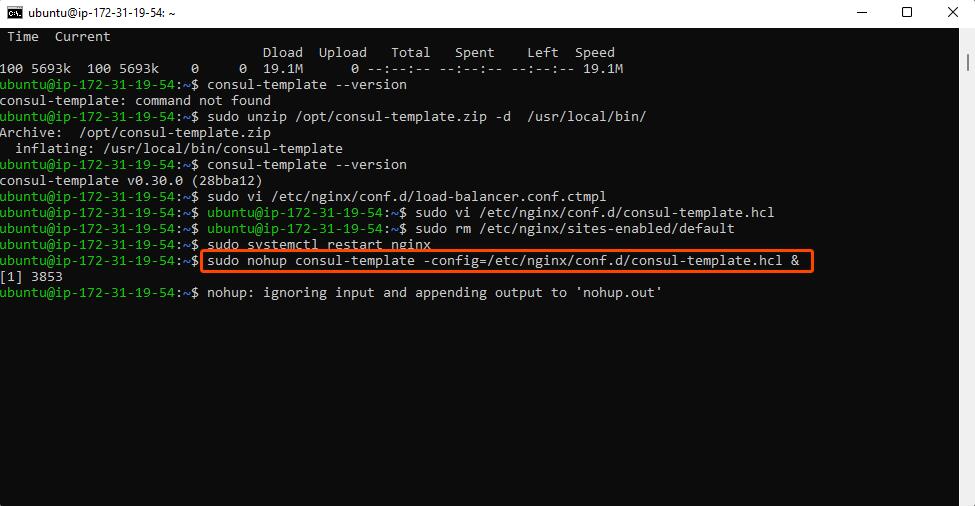 ubuntu@ip-172-31-19-54: ~
Time  Current
Dload  Upload   Total   Spent    Left  Speed
100 5693k  100 5693k    0     0  19.1M      0 --:--:-- --:--:-- --:--:-- 19.1M
ubuntu@ip-172-31-19-54:~$ consul-template --version
consul-template: command not found
ubuntu@ip-172-31-19-54:~$ sudo unzip /opt/consul-template.zip -d  /usr/local/bin/
Archive:  /opt/consul-template.zip
  inflating: /usr/local/bin/consul-template
ubuntu@ip-172-31-19-54:~$ consul-template --version
consul-template v0.30.0 (28bba12)
ubuntu@ip-172-31-19-54:~$ sudo vi /etc/nginx/conf.d/load-balancer.conf.ctmpl
ubuntu@ip-172-31-19-54:~$ ubuntu@ip-172-31-19-54:~$ sudo vi /etc/nginx/conf.d/consul-template.hcl
ubuntu@ip-172-31-19-54:~$ ubuntu@ip-172-31-19-54:~$ sudo rm /etc/nginx/sites-enabled/default
ubuntu@ip-172-31-19-54:~$ sudo systemctl restart nginx
ubuntu@ip-172-31-19-54:~$ sudo nohup consul-template -config=/etc/nginx/conf.d/consul-template.hcl &
[1] 3853
ubuntu@ip-172-31-19-54:~$ nohup: ignoring input and appending output to 'nohup.out'